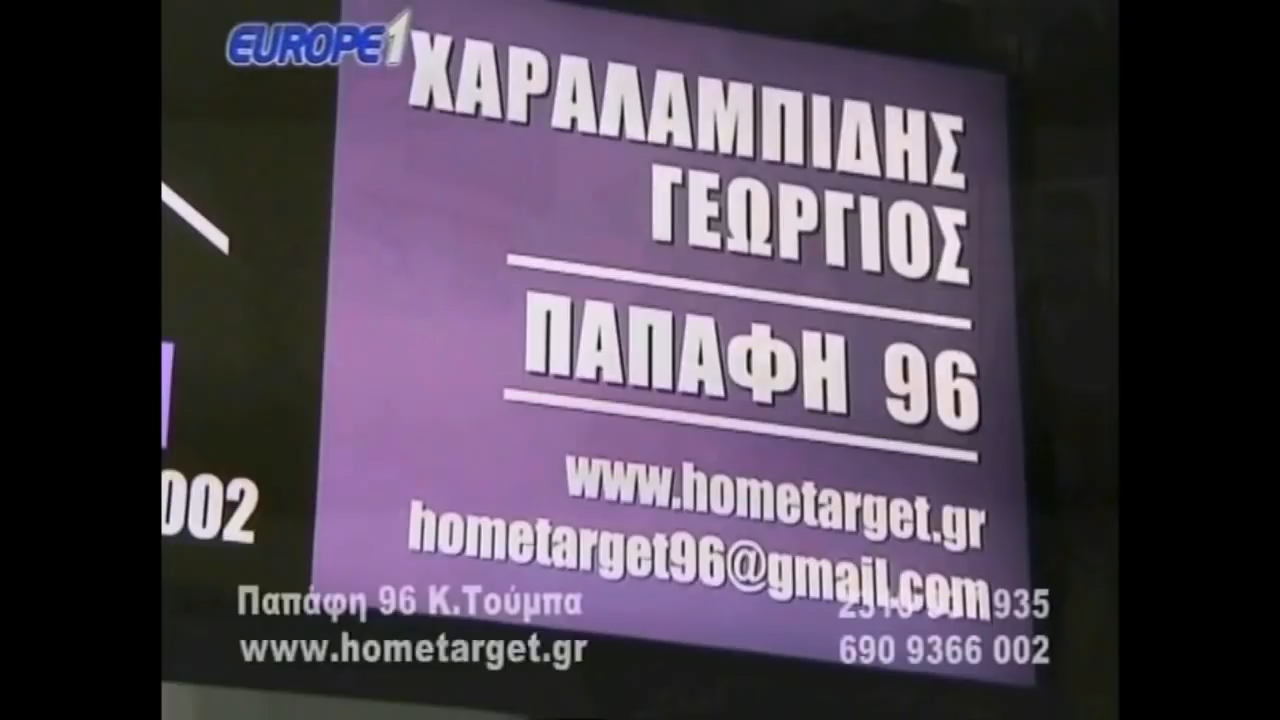 EUROPE1
ΧΑΡΑΛΑΜΠΙΔΗΣ
ΓΕΩΡΓΙΟΣ
ΠΑΠΑΦΗ 96
www.hometarget.gr
hometarget96@gmail.com
002
Παπάφη 96 Κ.Τούμπα
935
www.hometarget.gr
690 9366 002